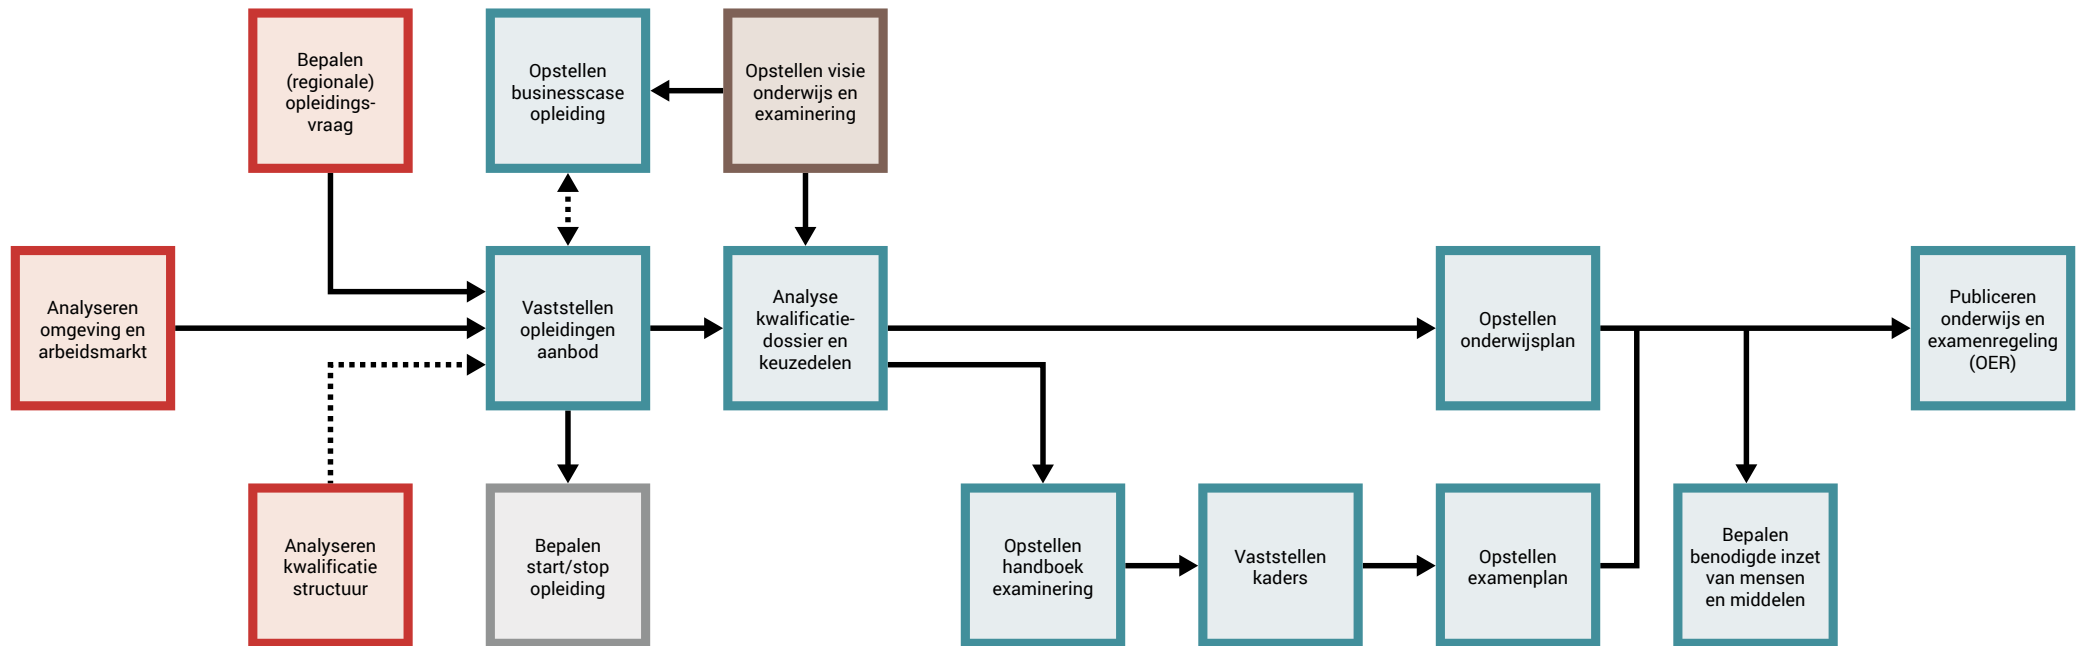 Bepalen
(regionale)
opleidings-
vraag
Opstellen
businesscase
opleiding
Opstellen visie
onderwijs en
examinering
Analyseren
omgeving en
arbeidsmarkt
Vaststellen
opleidingen
aanbod
Analyse
kwalificatie-
dossier en
keuzedelen
Opstellen
onderwijsplan
Publiceren
onderwijs en
examenregeling
(OER)
Analyseren
kwalificatie
structuur
Bepalen
start/stop
opleiding
Opstellen
handboek
examinering
Vaststellen
kaders
Opstellen
examenplan
Bepalen
benodigde inzet
van mensen
en middelen